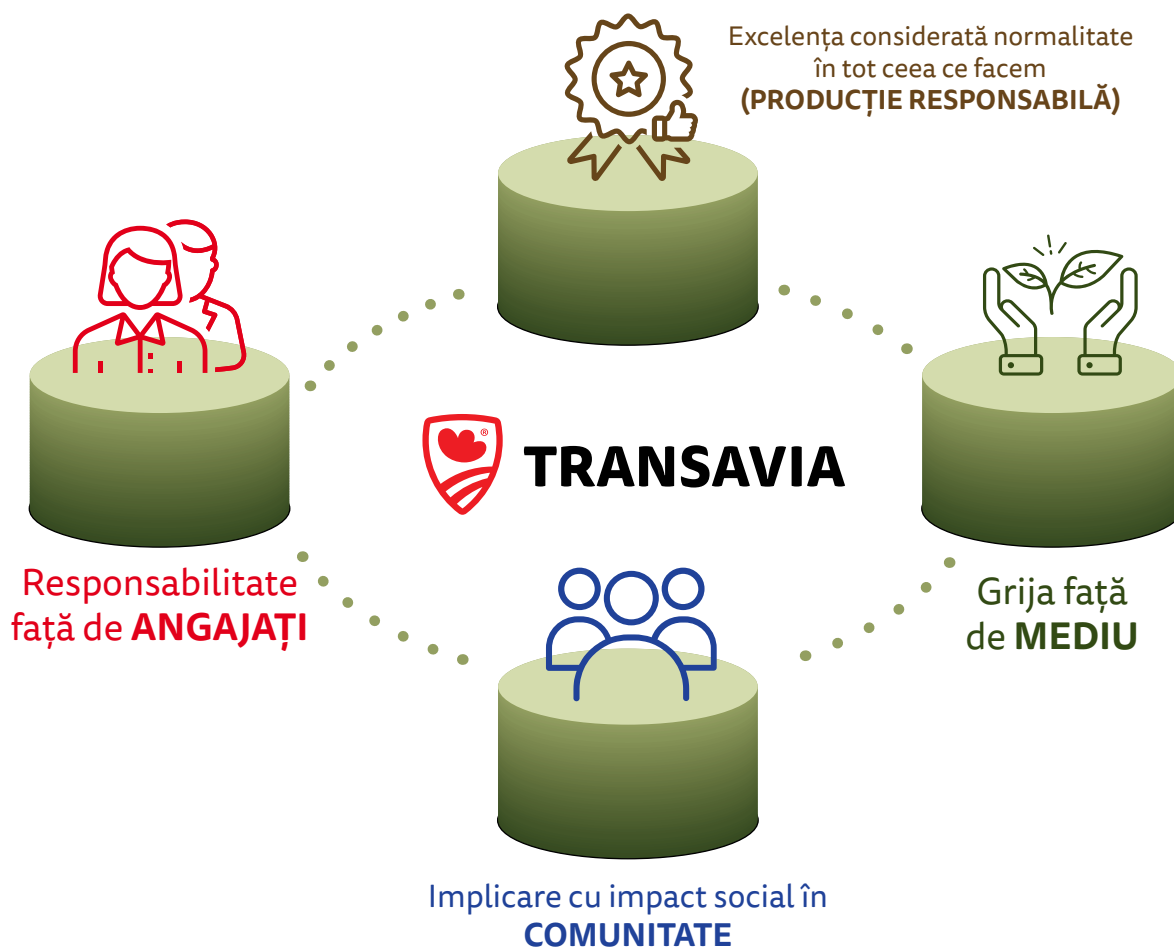 Excelența considerată normalitate
în tot ceea ce facem
(PRODUCȚIE RESPONSABILĂ)
®
TRANSAVIA
Responsabilitate
față de ANGAJAȚI
Grija față
de MEDIU
Implicare cu impact social în
COMUNITATE